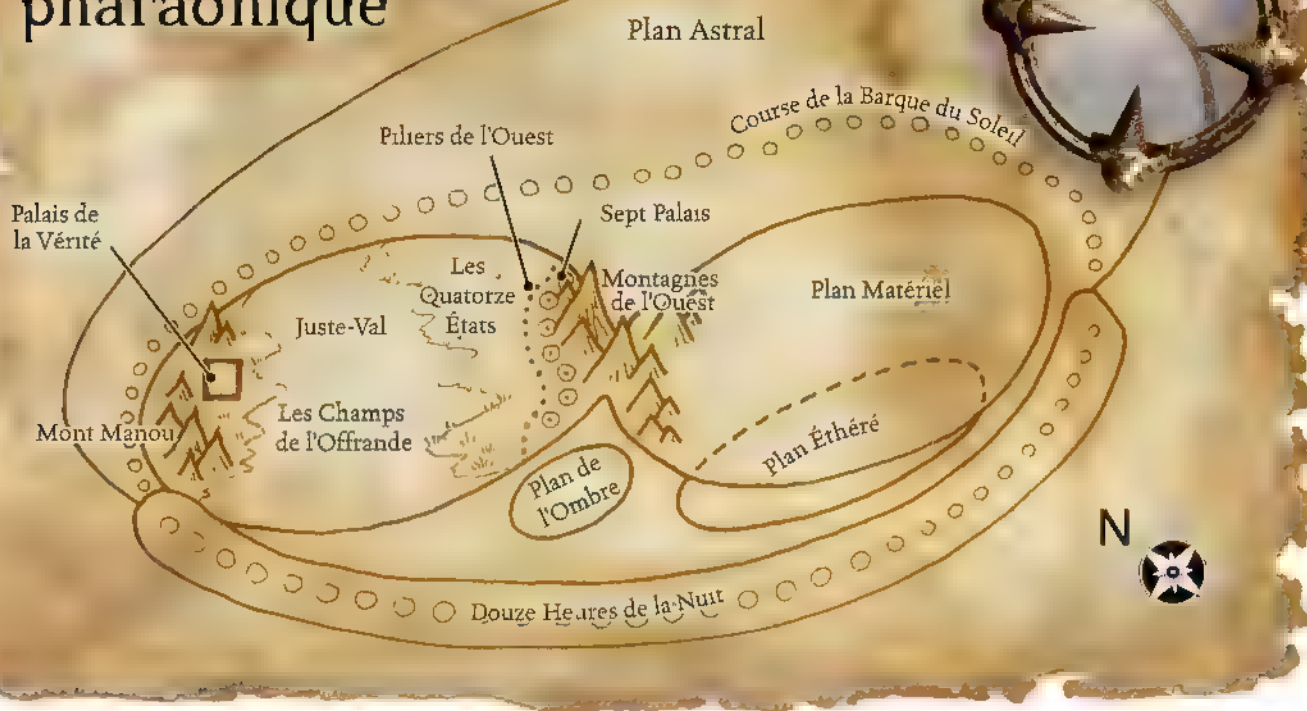 pharaonique
Plan Astral
Course de la Barque du Soleil
Piliers de l'Ouest
Sept Palais
Palais de
la Vérité
Les
Quatorze
États
Montagnes
de l'Ouest
Plan Matériel
Juste-Val
Les Champs
de l'Offrande
Mont Manou
Plan Éthéré
Plan de
l'Ombre
Douze Heures de la Nuit
N